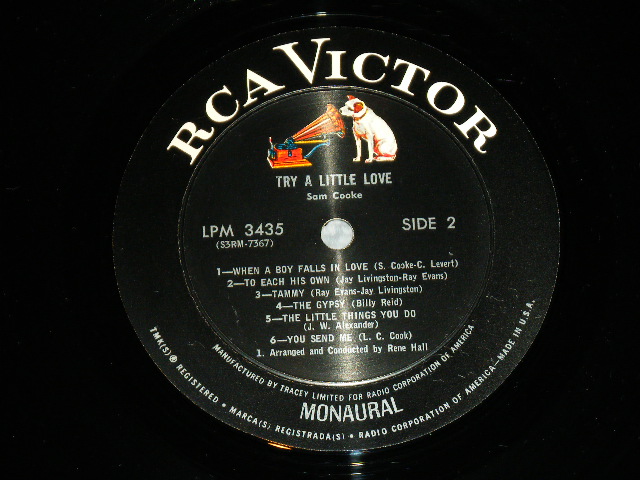 RCA VICTOR
TRY A LITTLE LOVE
Sam Cooke
LPM 3435
(S3RM-7367)
SIDE 2
1—WHEN A BOY FALLS IN LOVE (S. Cooke-C. Levert)
2—TO EACH HIS OWN (Jay Livingston-Ray Evans)
3—TAMMY (Ray Evans-Jay Livingston)
4—THE GYPSY (Billy Reid)
5—THE LITTLE THINGS YOU DO
(J. W. Alexander)
6—YOU SEND ME (L. C. Cook)
1. Arranged and Conducted by Rene Hall
MANUFACTURED BY TRACEY LIMITED FOR RADIO CORPORATION OF AMERICA
MONAURAL
TMK(S) ® REGISTERED • MARCA(S) REGISTRADA(S) • RADIO CORPORATION OF AMERICA—MADE IN U.S.A.